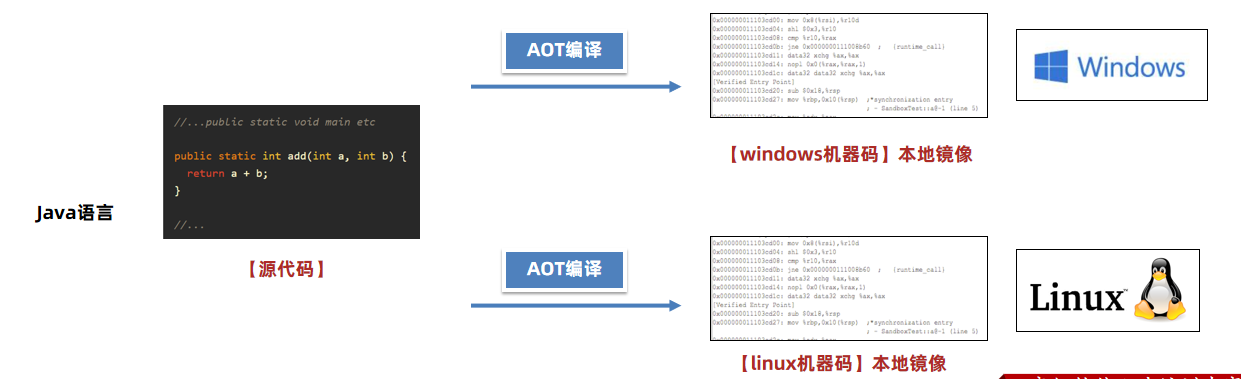 Java语言
//...public static void main etc
public static int add(int a, int b) {
return a + b;
}
//...
【源代码】
AOT编译
0x000000011103cd00: mov 0x8(%rsi),%r10d
0x000000011103cd04: shl $0x3,%r10
0x000000011103cd08: cmp %r10,%rax
0x000000011103cd0b: jne 0x0000000111008b60 ; {runtime_call}
0x000000011103cd11: data32 xchg %ax,%ax
0x000000011103cd14: nopl 0x0(%rax,%rax,1)
0x000000011103cd1c: data32 data32 xchg %ax,%ax
[Verified Entry Point]
0x000000011103cd20: sub $0x18,%rsp
0x000000011103cd27: mov %rbp,0x10(%rsp) ;*synchronization entry
; - SandboxTest::a@-1 (line 5)
【windows机器码】本地镜像
Windows
AOT编译
0x000000011103cd00: mov 0x8(%rsi),%r10d
0x000000011103cd04: shl $0x3,%r10
0x000000011103cd08: cmp %r10,%rax
0x000000011103cd0b: jne 0x0000000111008b60 ; {runtime_call}
0x000000011103cd11: data32 xchg %ax,%ax
0x000000011103cd14: nopl 0x0(%rax,%rax,1)
0x000000011103cd1c: data32 data32 xchg %ax,%ax
[Verified Entry Point]
0x000000011103cd20: sub $0x18,%rsp
0x000000011103cd27: mov %rbp,0x10(%rsp) ;*synchronization entry
; - SandboxTest::a@-1 (line 5)
【linux机器码】本地镜像
Linux™